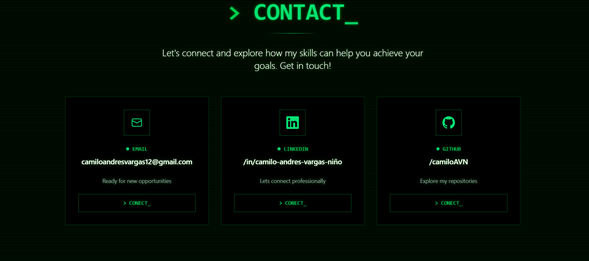 > CONTACT_
Let's connect and explore how my skills can help you achieve your
goals. Get in touch!
EMAIL
camiloandresvargas12@gmail.com
Ready for new opportunities
> CONECT_
LINKEDIN
/in/camilo-andres-vargas-niño
Lets connect professionally
> CONECT_
GITHUB
/camiloAVN
Explore my repositories
> CONECT_